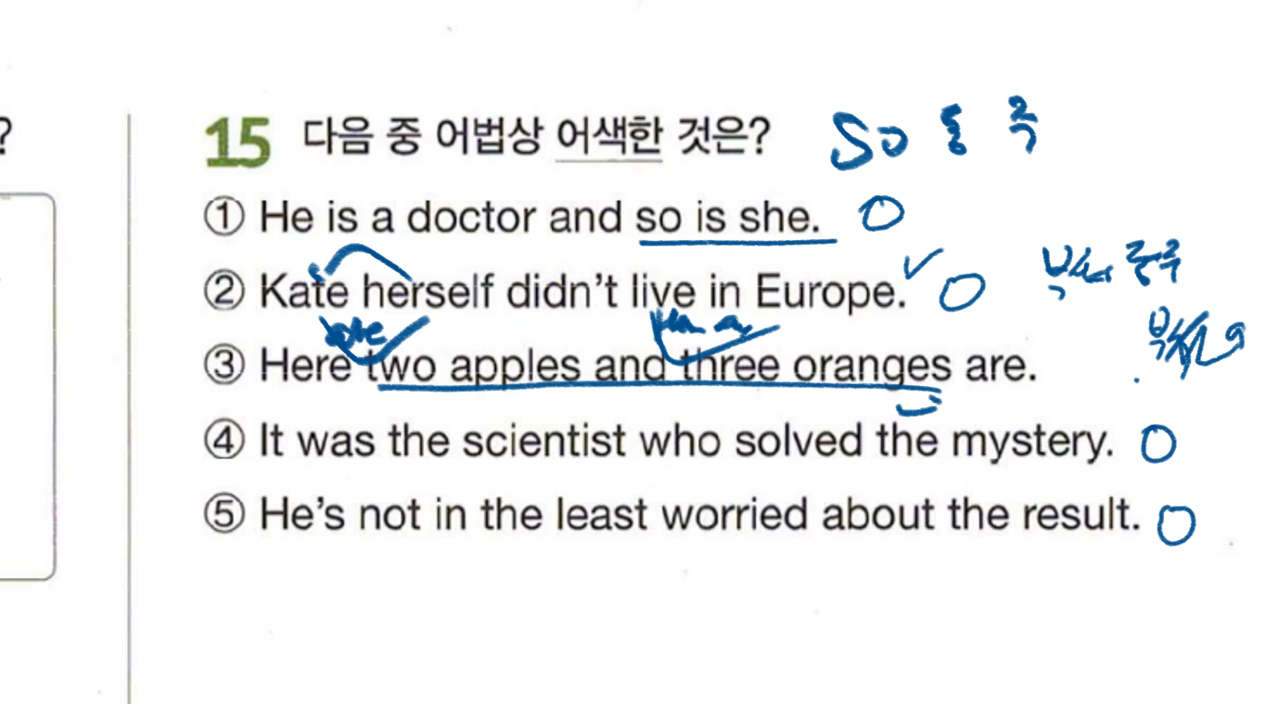 ?
15 다음 중 어법상 어색한 것은? so 동 주
① He is a doctor and so is she.
② Kate herself didn't live in Europe.
③ Here two apples and three oranges are.
④ It was the scientist who solved the mystery.
⑤ He's not in the least worried about the result.